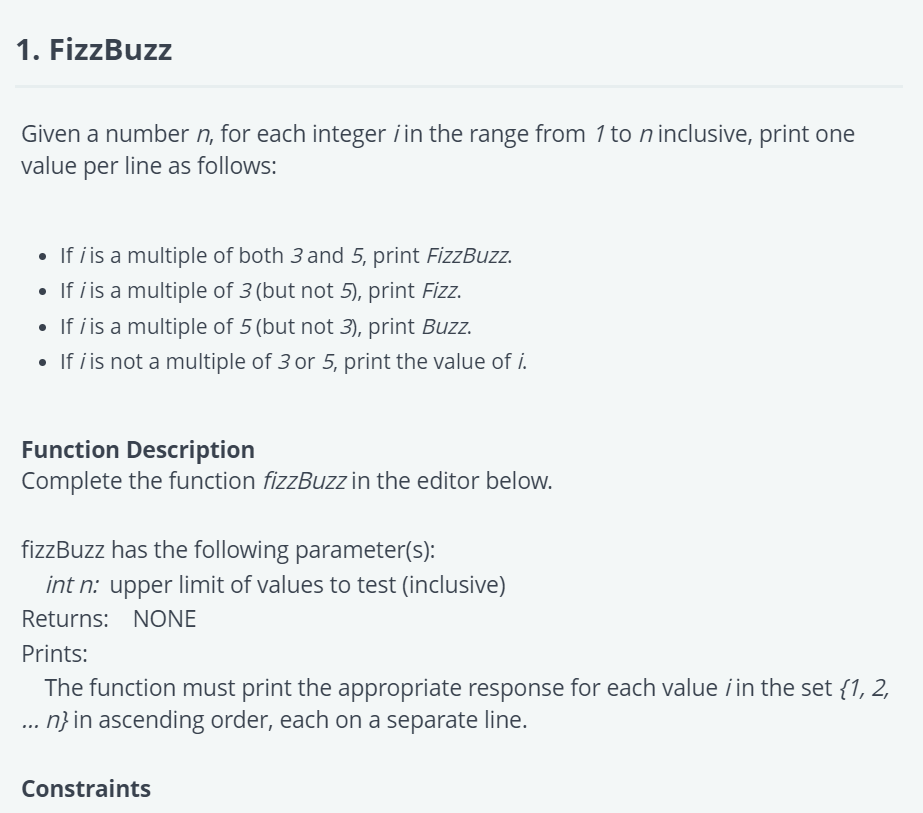 1. FizzBuzz
Given a number n, for each integer i in the range from 1 to n inclusive, print one
value per line as follows:
• If i is a multiple of both 3 and 5, print FizzBuzz.
• If i is a multiple of 3 (but not 5), print Fizz.
• If i is a multiple of 5 (but not 3), print Buzz.
• If i is not a multiple of 3 or 5, print the value of i.
Function Description
Complete the function fizzBuzz in the editor below.
fizzBuzz has the following parameter(s):
int n: upper limit of values to test (inclusive)
Returns: NONE
Prints:
The function must print the appropriate response for each value i in the set {1, 2,
... n} in ascending order, each on a separate line.
Constraints